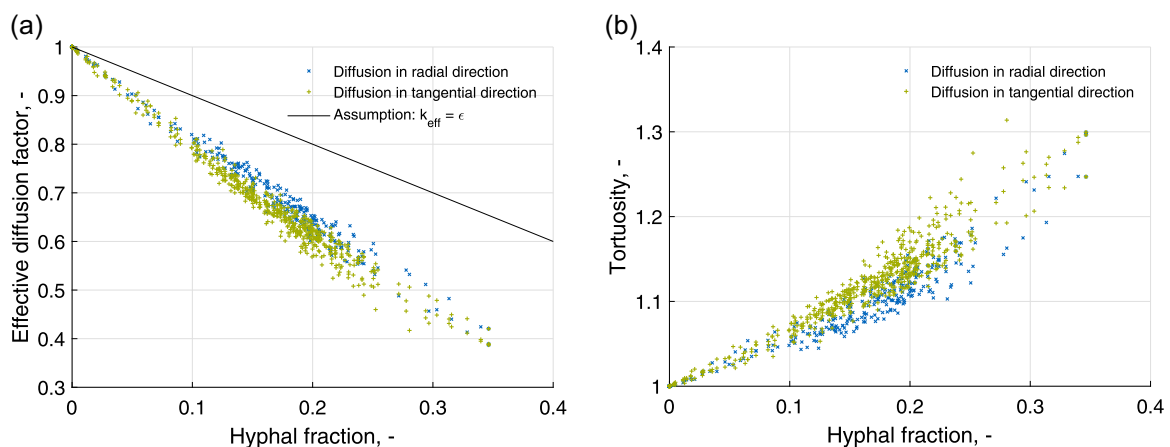 (a)
1
0.9
0.8
0.7
0.6
0.5
0.4
0.3
Effective diffusion factor, -
Diffusion in radial direction
Diffusion in tangential direction
Assumption: k_eff = ϵ
0
0.1
0.2
0.3
0.4
Hyphal fraction, -
(b)
1.4
1.3
1.2
1.1
1
Tortuosity, -
Diffusion in radial direction
Diffusion in tangential direction
0
0.1
0.2
0.3
0.4
Hyphal fraction, -